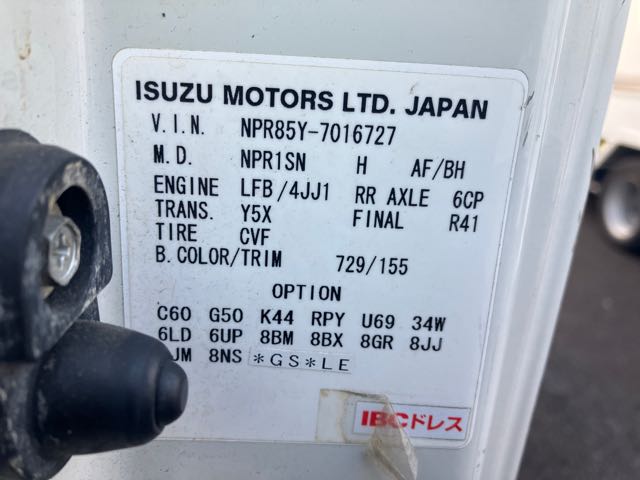 ISUZU MOTORS LTD. JAPAN
V.I.N. NPR85Y-7016727
M.D. NPR1SN H AF/BH
ENGINE LFB/4JJ1 RR AXLE 6CP
TRANS. Y5X FINAL R41
TIRE CVF
B.COLOR/TRIM 729/155
OPTION
C60 G50 K44 RPY U69 34W
6LD 6UP 8BM 8BX 8GR 8JJ
8NS *GS*LE
IBCドレス